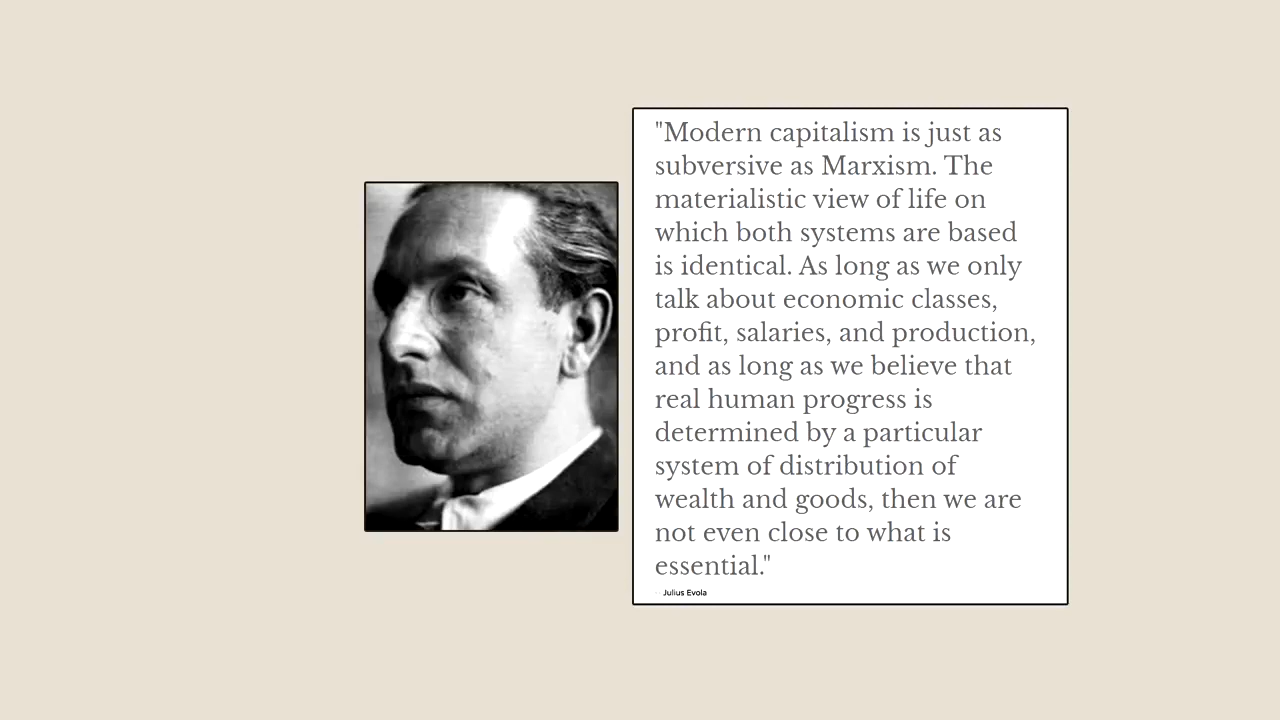 "Modern capitalism is just as
subversive as Marxism. The
materialistic view of life on
which both systems are based
is identical. As long as we only
talk about economic classes,
profit, salaries, and production,
and as long as we believe that
real human progress is
determined by a particular
system of distribution of
wealth and goods, then we are
not even close to what is
essential."
Julius Evola